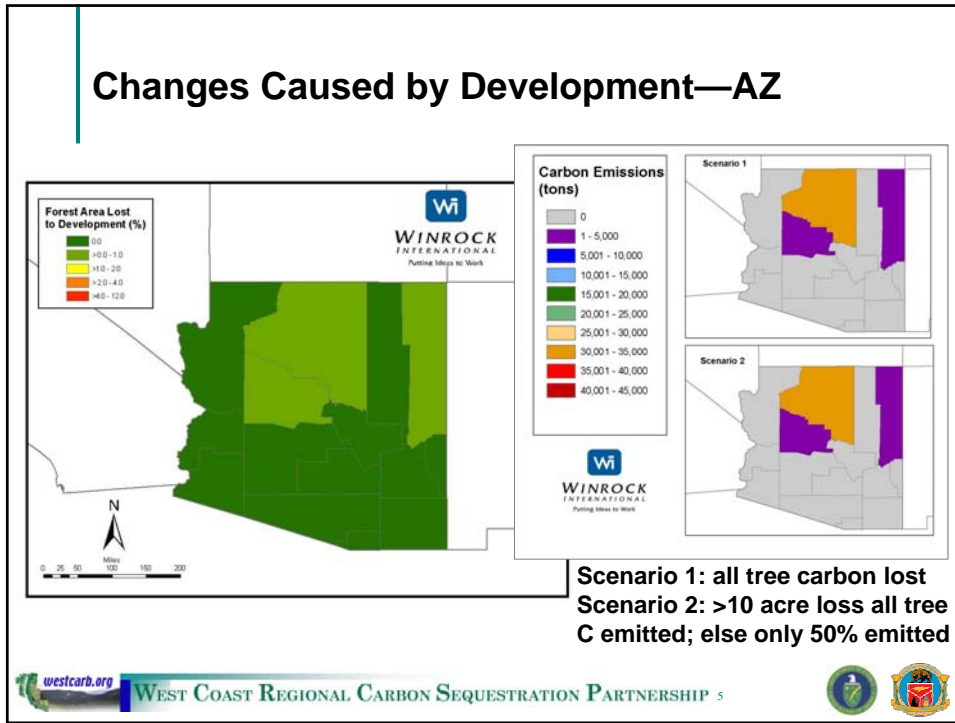 Changes Caused by Development—AZ
Forest Area Lost
to Development (%)
0.0
>0.0 - 1.0
>1.0 - 2.0
>2.0 - 4.0
>4.0 - 12.0
Wi
WINROCK
INTERNATIONAL
Putting Ideas to Work
N
Miles
0 25 50 100 150 200
Carbon Emissions
(tons)
0
1 - 5,000
5,001 - 10,000
10,001 - 15,000
15,001 - 20,000
20,001 - 25,000
25,001 - 30,000
30,001 - 35,000
35,001 - 40,000
40,001 - 45,000
Wi
WINROCK
INTERNATIONAL
Putting Ideas to Work
Scenario 1
Scenario 2
Scenario 1: all tree carbon lost
Scenario 2: >10 acre loss all tree
C emitted; else only 50% emitted
westcarb.org
WEST COAST REGIONAL CARBON SEQUESTRATION PARTNERSHIP 5